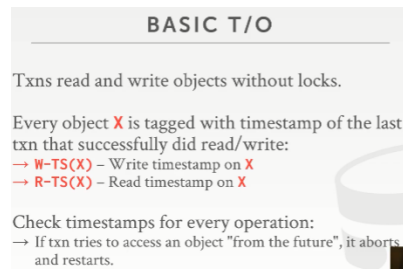 BASIC T/O
Txns read and write objects without locks.
Every object X is tagged with timestamp of the last
txn that successfully did read/write:
→ W-TS(X) – Write timestamp on X
→ R-TS(X) – Read timestamp on X
Check timestamps for every operation:
→ If txn tries to access an object "from the future", it aborts
and restarts.